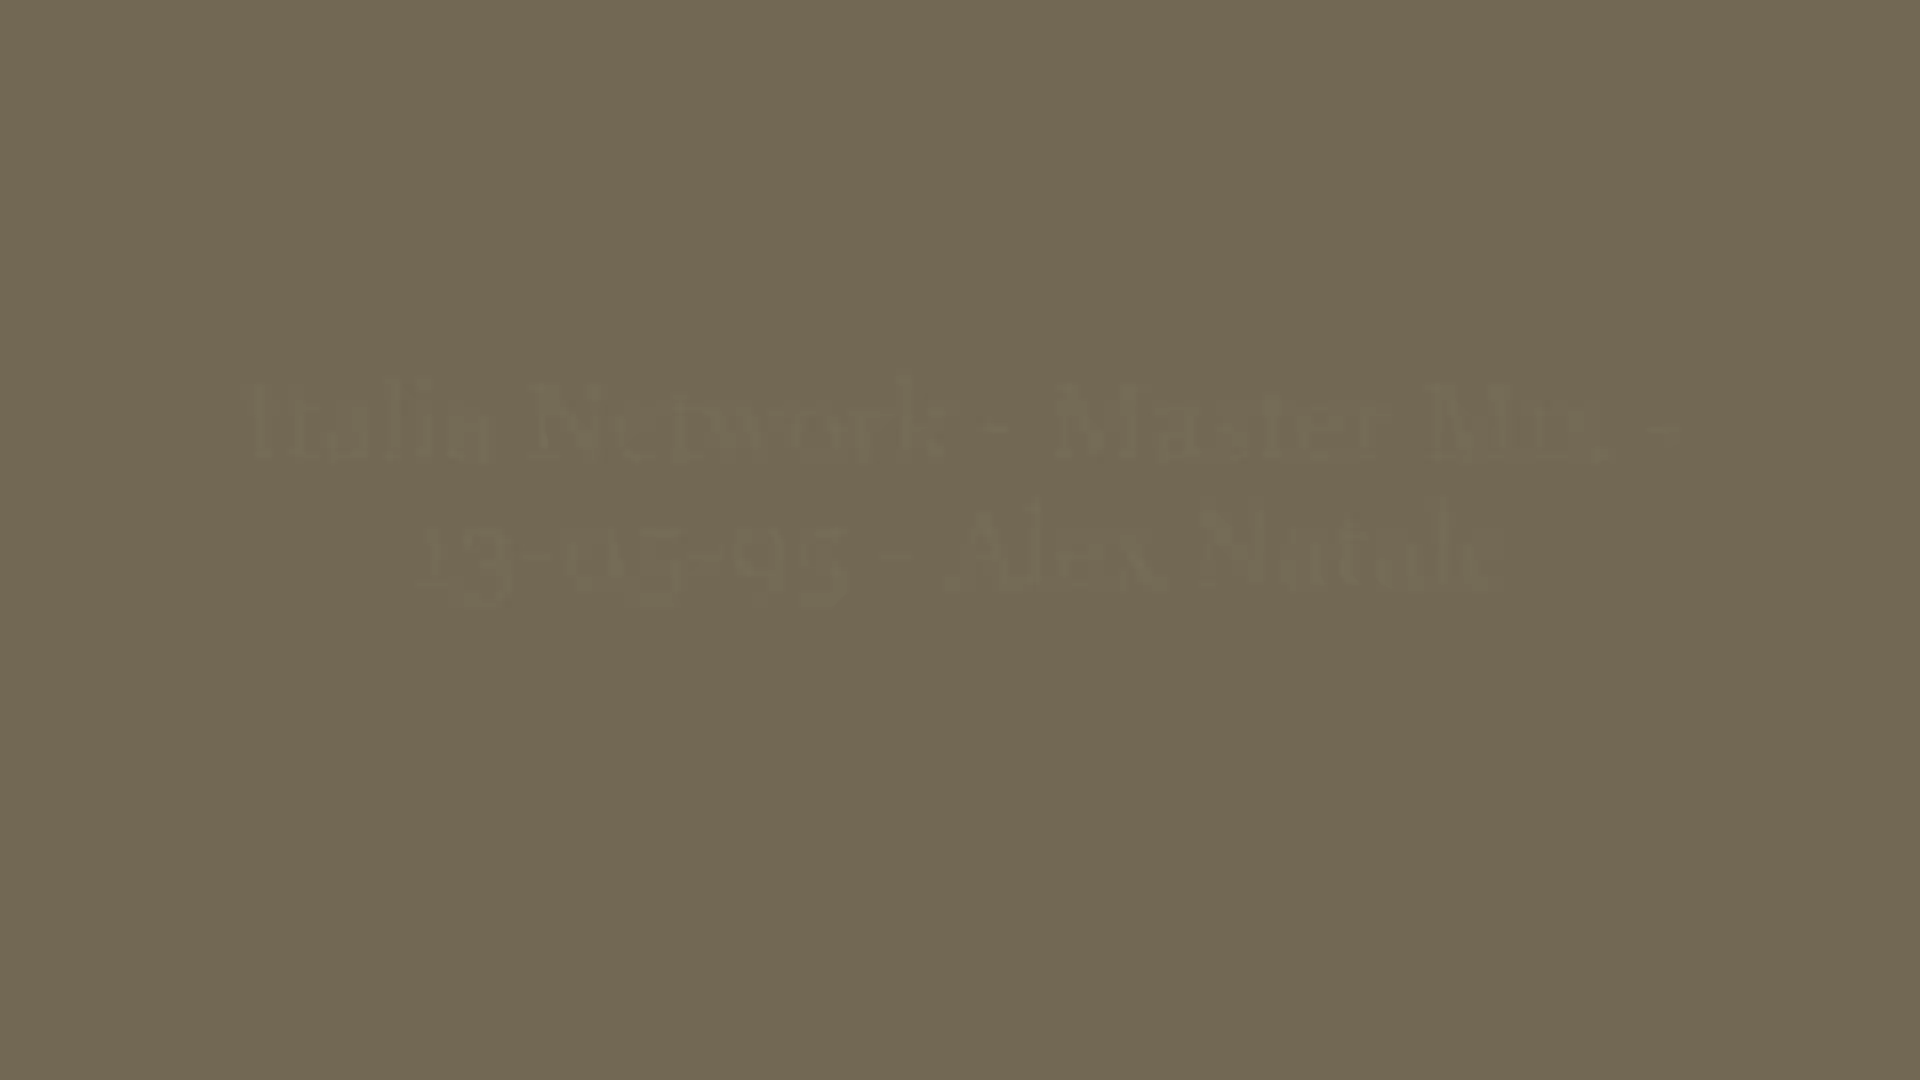 Italia Network - Master Mix -
13-05-95 - Alex Natale